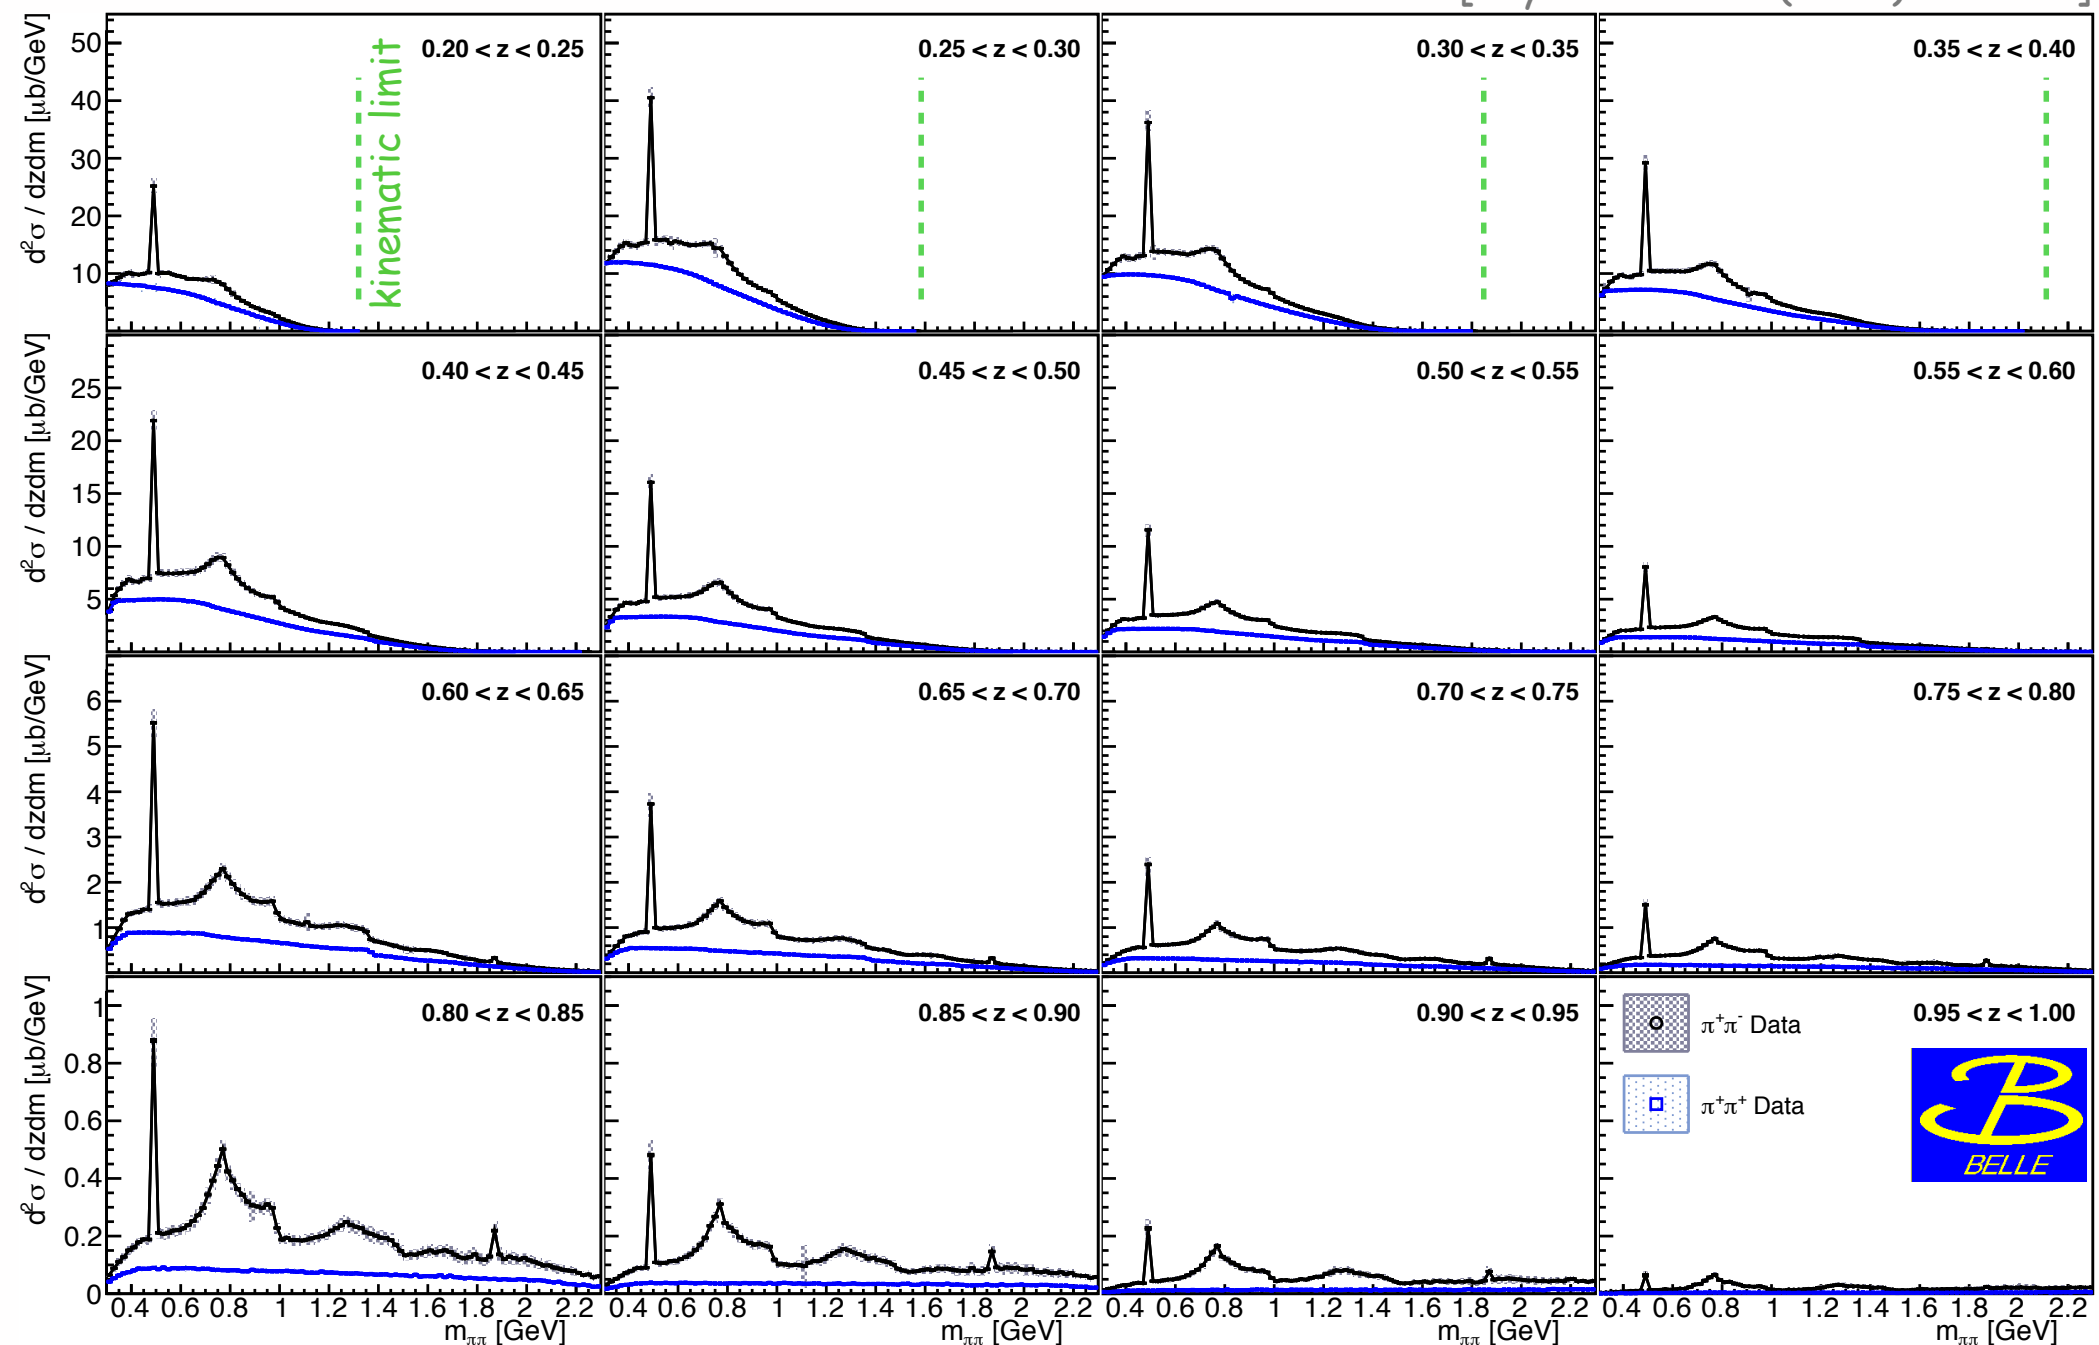 d²σ / dzdm [μb/GeV]
50
40
30
20
10
kinematic limit
0.20 < z < 0.25
0.25 < z < 0.30
0.30 < z < 0.35
0.35 < z < 0.40
d²σ / dzdm [μb/GeV]
25
20
15
10
5
0.40 < z < 0.45
0.45 < z < 0.50
0.50 < z < 0.55
0.55 < z < 0.60
d²σ / dzdm [μb/GeV]
6
5
4
3
2
1
0.60 < z < 0.65
0.65 < z < 0.70
0.70 < z < 0.75
0.75 < z < 0.80
d²σ / dzdm [μb/GeV]
1
0.8
0.6
0.4
0.2
0
0.80 < z < 0.85
0.85 < z < 0.90
0.90 < z < 0.95
0.95 < z < 1.00
π⁺π⁻ Data
π⁺π⁺ Data
BELLE
0.4 0.6 0.8 1 1.2 1.4 1.6 1.8 2 2.2
m_ππ [GeV]
0.4 0.6 0.8 1 1.2 1.4 1.6 1.8 2 2.2
m_ππ [GeV]
0.4 0.6 0.8 1 1.2 1.4 1.6 1.8 2 2.2
m_ππ [GeV]
0.4 0.6 0.8 1 1.2 1.4 1.6 1.8 2 2.2
m_ππ [GeV]